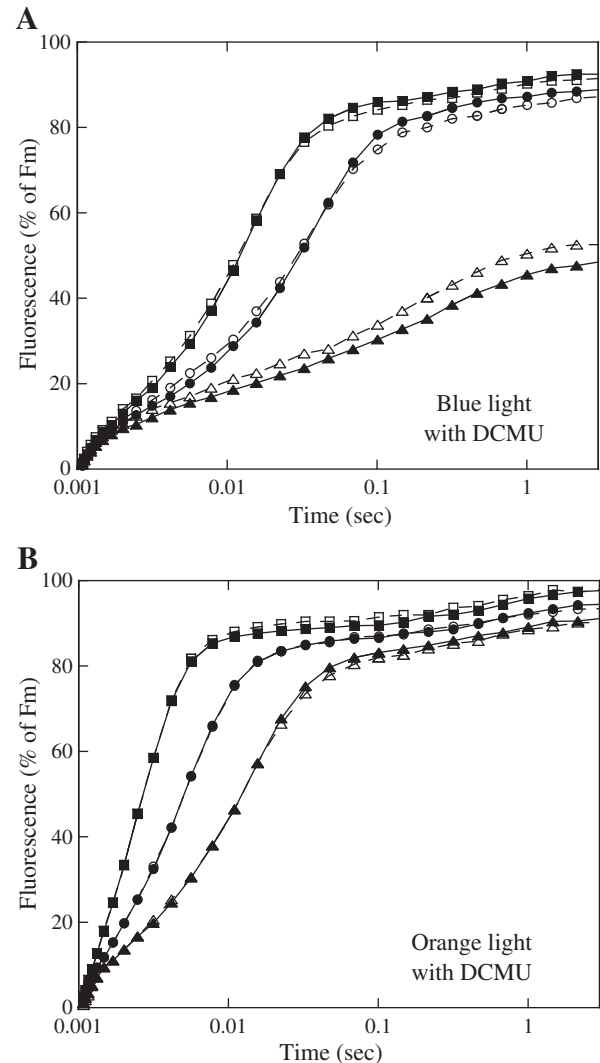 A
100
80
60
40
20
0
Fluorescence (% of Fm)
Blue light
with DCMU
0.001 0.01 0.1 1
Time (sec)
B
100
80
60
40
20
0
Fluorescence (% of Fm)
Orange light
with DCMU
0.001 0.01 0.1 1
Time (sec)